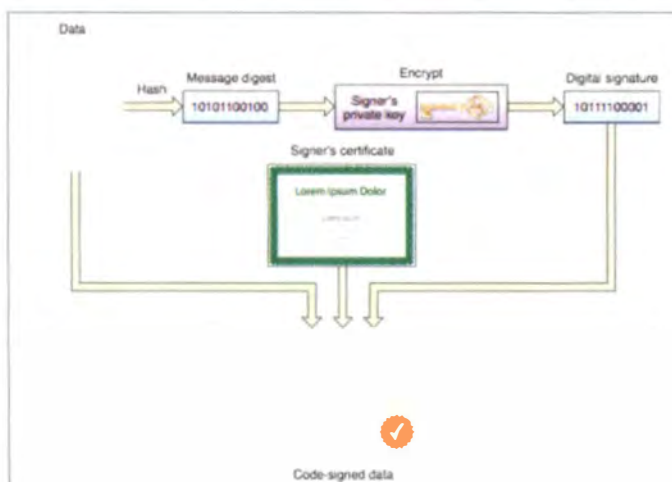 Data
Hash
Message digest
10101100100
Encrypt
Signer's
private key
Digital signature
10111100001
Signer's certificate
Lorem Ipsum Dolor
Code-signed data